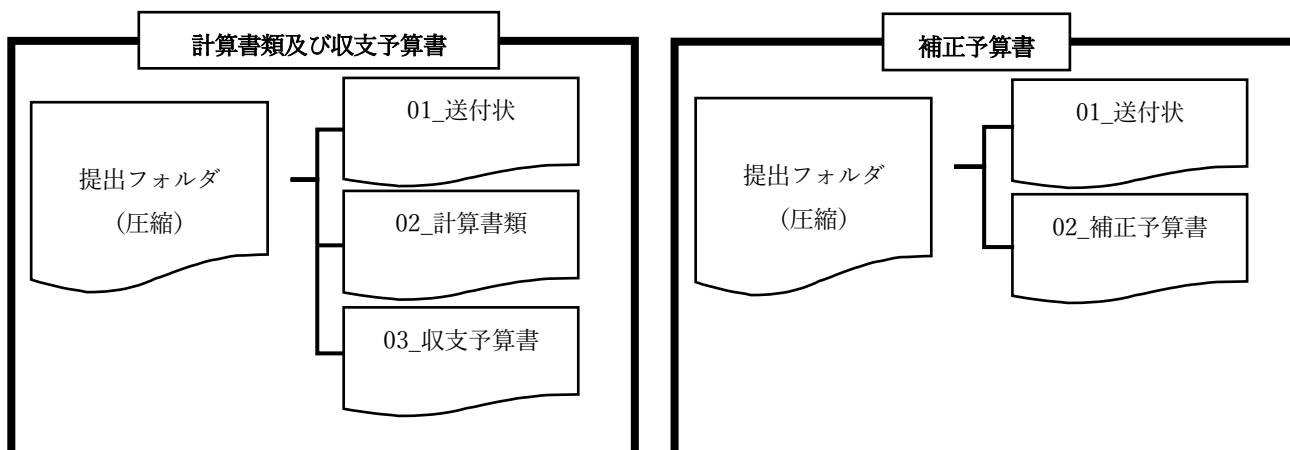 計算書類及び収支予算書
提出フォルダ
(圧縮)
01_送付状
02_計算書類
03_収支予算書
補正予算書
提出フォルダ
(圧縮)
01_送付状
02_補正予算書